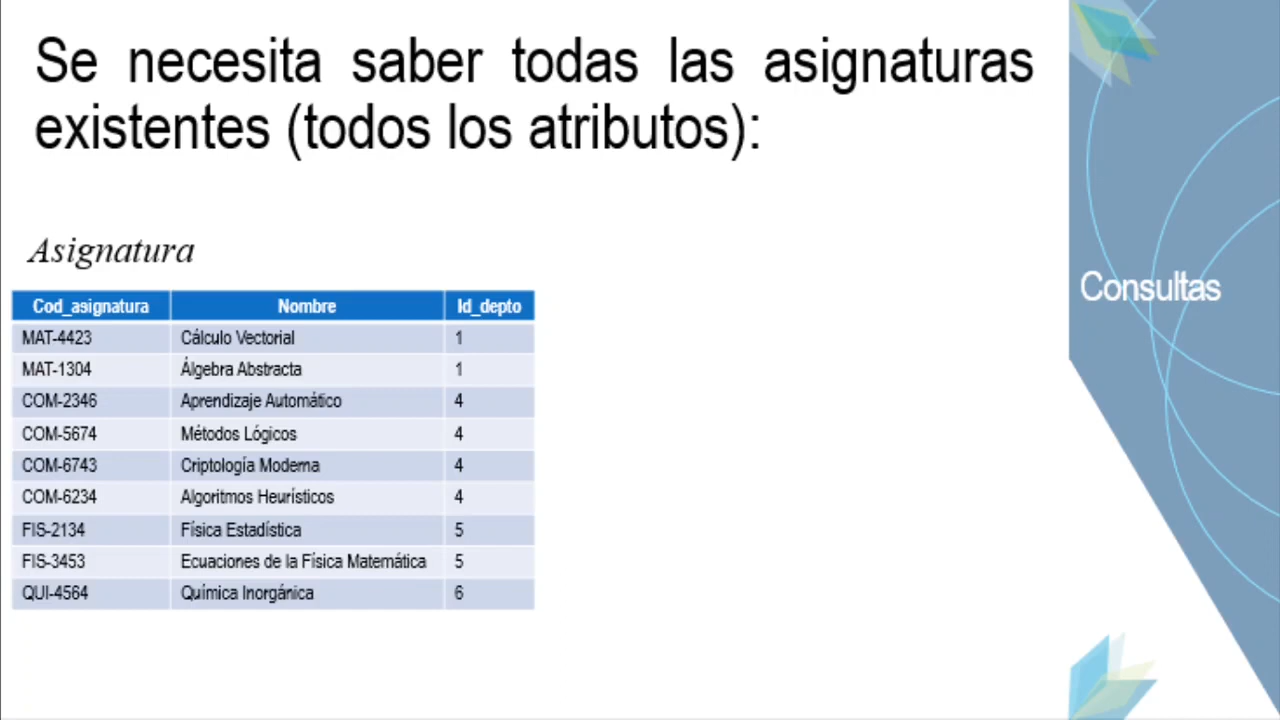 Se necesita saber todas las asignaturas
existentes (todos los atributos):
Asignatura
Cod_asignatura Nombre Id_depto
MAT-4423 Cálculo Vectorial 1
MAT-1304 Álgebra Abstracta 1
COM-2346 Aprendizaje Automático 4
COM-5674 Métodos Lógicos 4
COM-6743 Criptología Moderna 4
COM-6234 Algoritmos Heurísticos 4
FIS-2134 Física Estadística 5
FIS-3453 Ecuaciones de la Física Matemática 5
QUI-4564 Química Inorgánica 6
Consultas